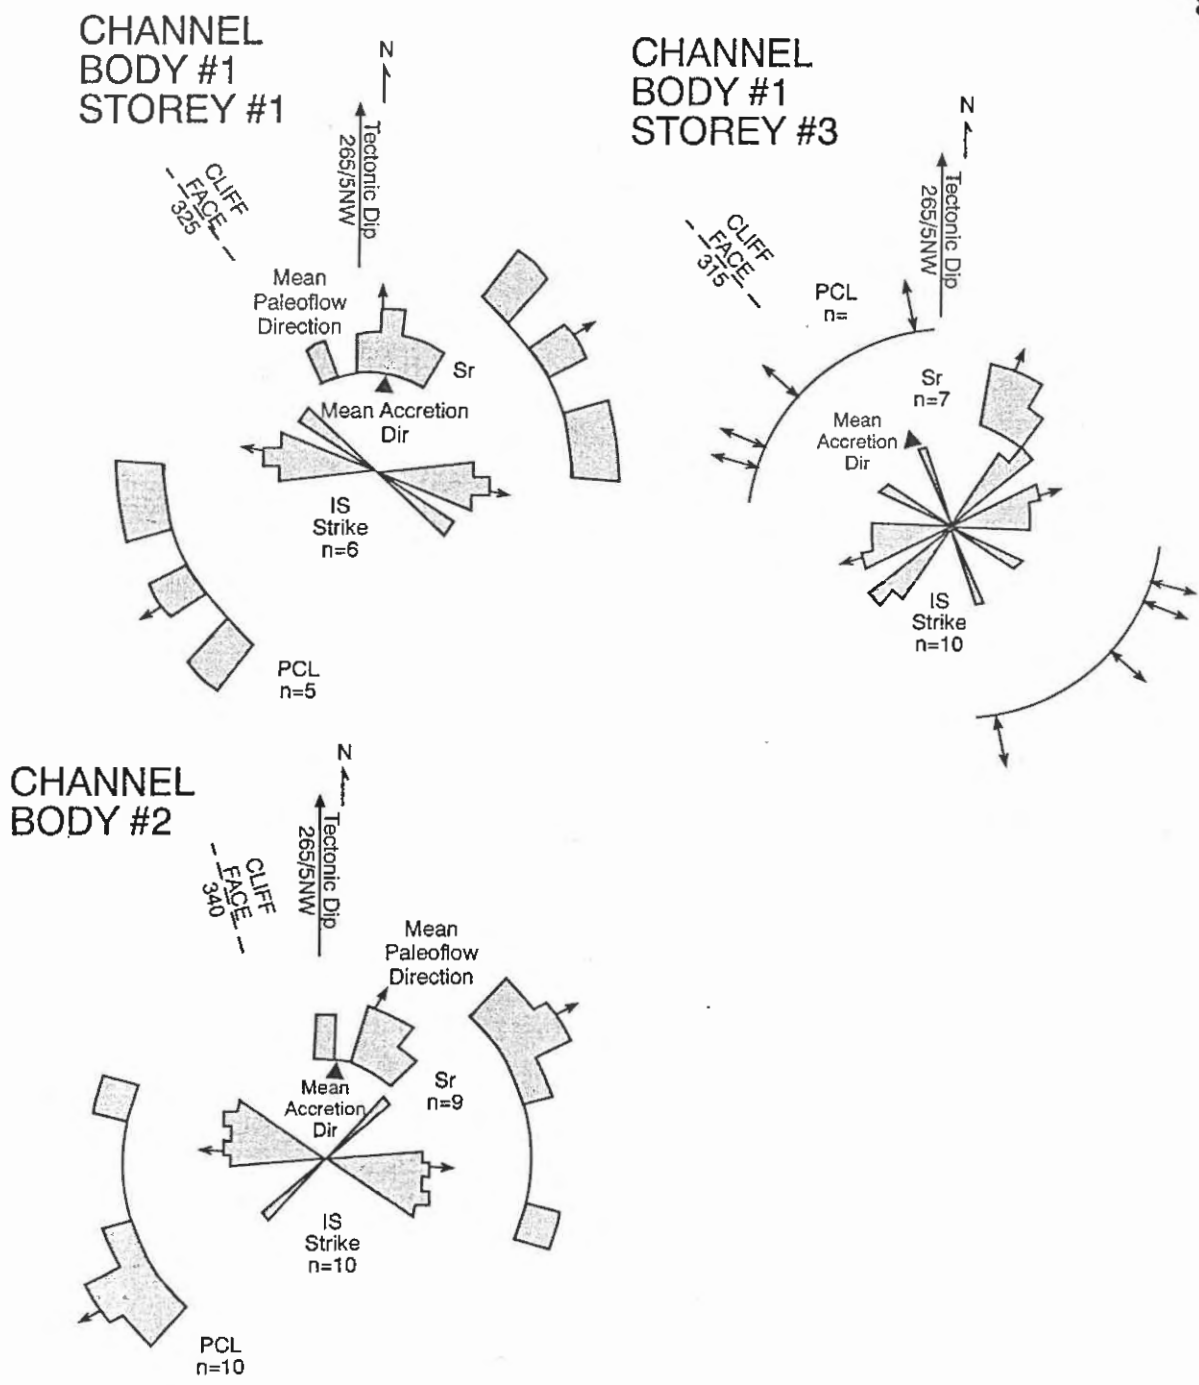 CHANNEL
BODY #1
STOREY #1
N
Tectonic Dip
265/5NW
CLIFF
FACE
325
Mean
Paleoflow
Direction
Sr
Mean Accretion
Dir
IS
Strike
n=6
PCL
n=5
CHANNEL
BODY #1
STOREY #3
N
Tectonic Dip
265/5NW
CLIFF
FACE
315
PCL
n=
Sr
n=7
Mean
Accretion
Dir
IS
Strike
n=10
CHANNEL
BODY #2
N
Tectonic Dip
265/5NW
CLIFF
FACE
340
Mean
Paleoflow
Direction
Sr
n=9
Mean
Accretion
Dir
IS
Strike
n=10
PCL
n=10